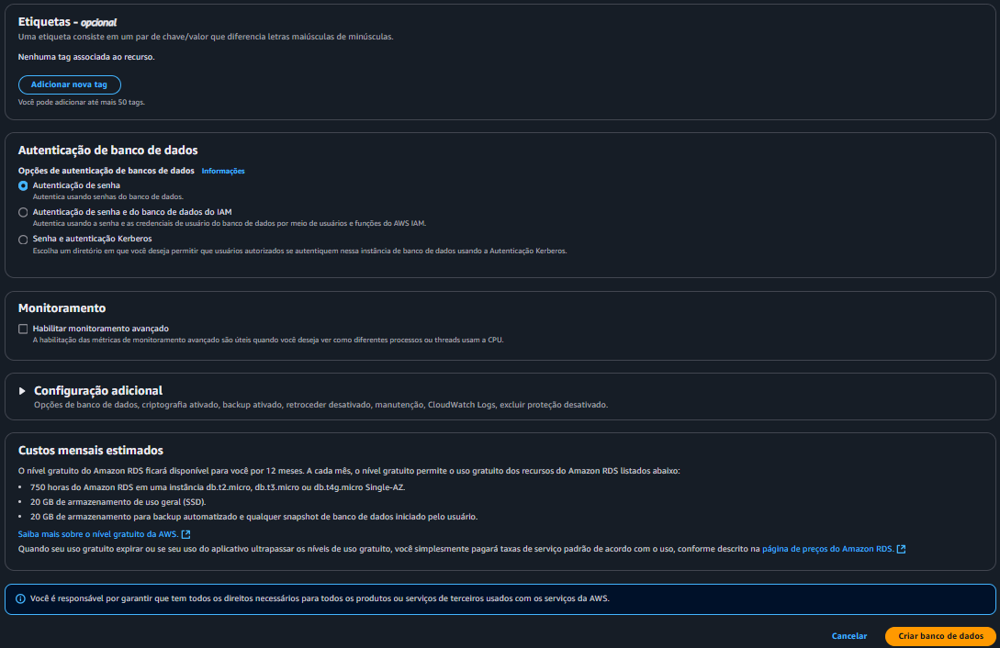 Etiquetas - opcional
Uma etiqueta consiste em um par de chave/valor que diferencia letras maiúsculas de minúsculas.
Nenhuma tag associada ao recurso.
Adicionar nova tag
Você pode adicionar até mais 50 tags.
Autenticação de banco de dados
Opções de autenticação de bancos de dados Informações
Autenticação de senha
Autentica usando senhas do banco de dados.
Autenticação de senha e do banco de dados do IAM
Autentica usando a senha e as credenciais de usuário do banco de dados por meio de usuários e funções do AWS IAM.
Senha e autenticação Kerberos
Escolha um diretório em que você deseja permitir que usuários autorizados se autentiquem nessa instância de banco de dados usando a Autenticação Kerberos.
Monitoramento
Habilitar monitoramento avançado
A habilitação das métricas de monitoramento avançado são úteis quando você deseja ver como diferentes processos ou threads usam a CPU.
Configuração adicional
Opções de banco de dados, criptografia ativado, backup ativado, retroceder desativado, manutenção, CloudWatch Logs, excluir proteção desativado.
Custos mensais estimados
O nível gratuito do Amazon RDS ficará disponível para você por 12 meses. A cada mês, o nível gratuito permite o uso gratuito dos recursos do Amazon RDS listados abaixo:
• 750 horas do Amazon RDS em uma instância db.t2.micro, db.t3.micro ou db.t4g.micro Single-AZ.
• 20 GB de armazenamento de uso geral (SSD).
• 20 GB de armazenamento para backup automatizado e qualquer snapshot de banco de dados iniciado pelo usuário.
Saiba mais sobre o nível gratuito da AWS.
Quando seu uso gratuito expirar ou se seu uso do aplicativo ultrapassar os níveis de uso gratuito, você simplesmente pagará taxas de serviço padrão de acordo com o uso, conforme descrito na página de preços do Amazon RDS.
Você é responsável por garantir que tem todos os direitos necessários para todos os produtos ou serviços de terceiros usados com os serviços da AWS.
Cancelar
Criar banco de dados